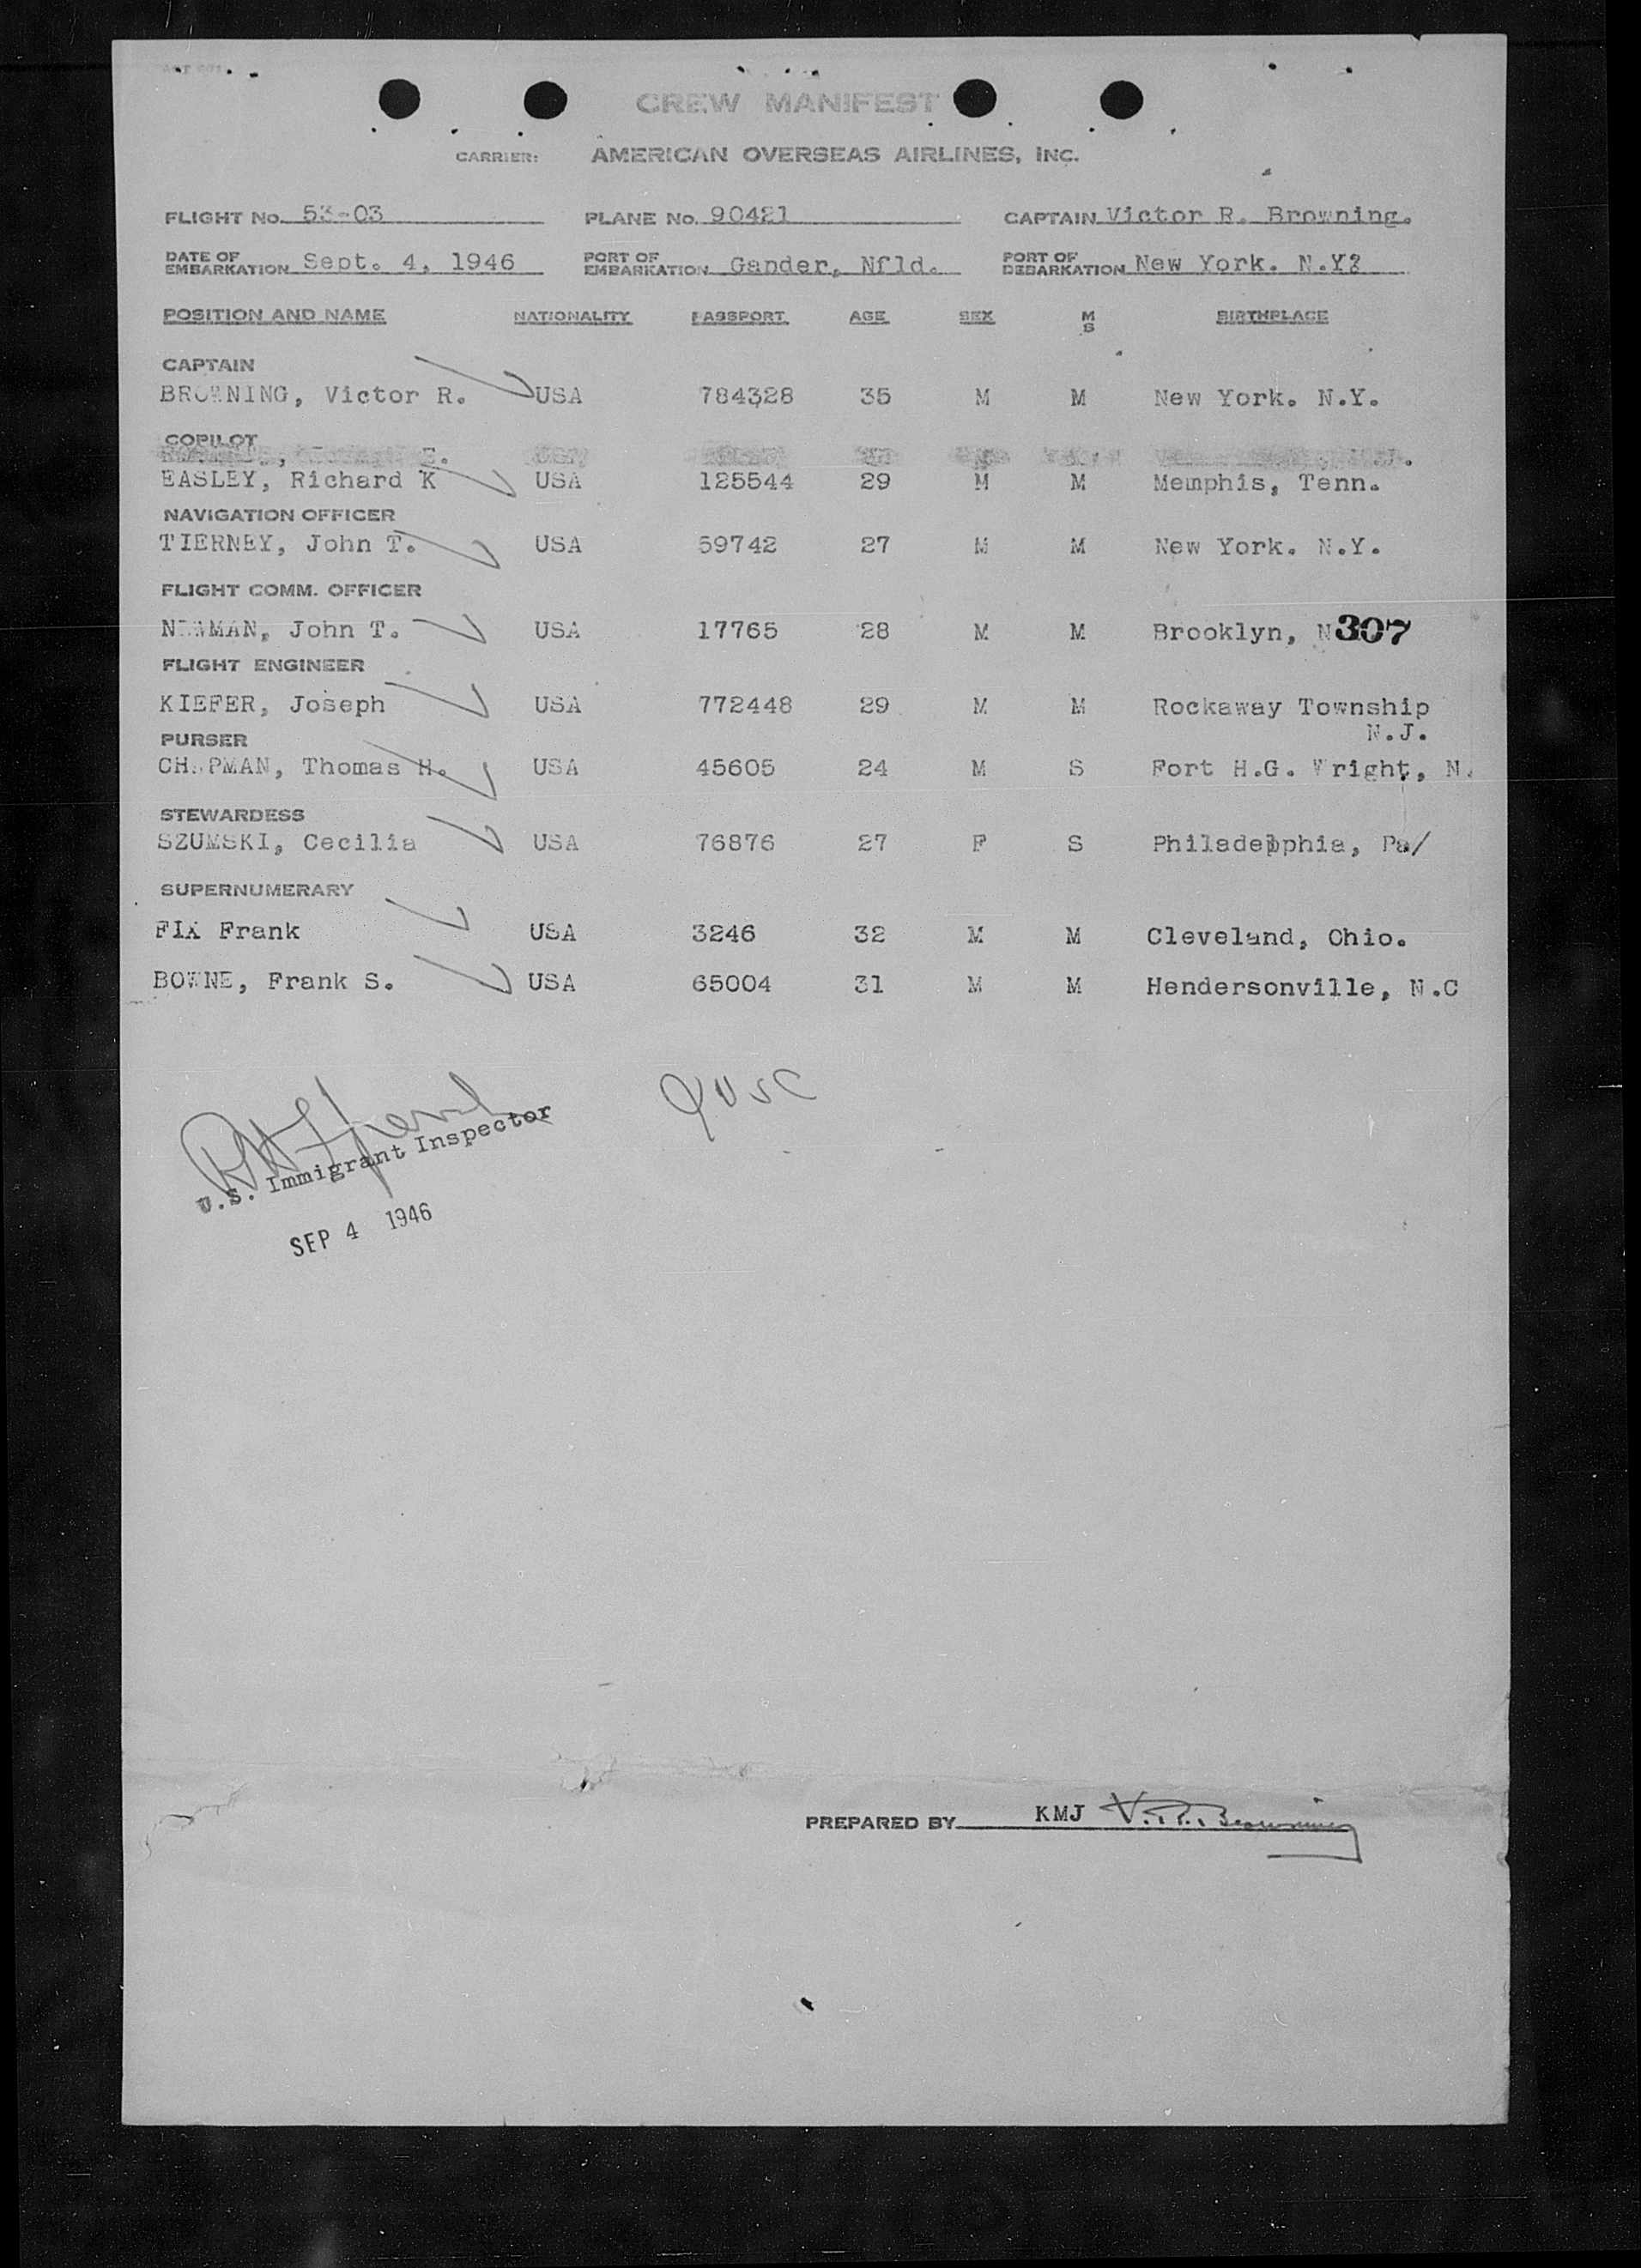 CREW MANIFEST
CARRIER: AMERICAN OVERSEAS AIRLINES, INC.
FLIGHT No. 53-03 PLANE No. 90421 CAPTAIN Victor R. Browning.
DATE OF EMBARKATION Sept. 4, 1946 PORT OF EMBARKATION Gander, Nfld. PORT OF DEBARKATION New York. N.Y?
POSITION AND NAME NATIONALITY PASSPORT AGE SEX M S BIRTHPLACE
CAPTAIN
BROWNING, Victor R. USA 784328 35 M M New York. N.Y.
COPILOT
EASLEY, Richard K USA 125544 29 M M Memphis, Tenn.
NAVIGATION OFFICER
TIERNEY, John T. USA 59742 27 M M New York. N.Y.
FLIGHT COMM. OFFICER
NEWMAN, John T. USA 17765 28 M M Brooklyn, N 307
FLIGHT ENGINEER
KIEFER, Joseph USA 772448 29 M M Rockaway Township
N.J.
PURSER
CHAPMAN, Thomas H. USA 45605 24 M S Fort H.G. Wright, N.
STEWARDESS
SZUMSKI, Cecilia USA 76876 27 F S Philadepphia, Pa/
SUPERNUMERARY
FIX Frank USA 3246 32 M M Cleveland, Ohio.
BOWNE, Frank S. USA 65004 31 M M Hendersonville, N.C
U.S. Immigrant Inspector
SEP 4 1946
PREPARED BY KMJ V. R. Browning